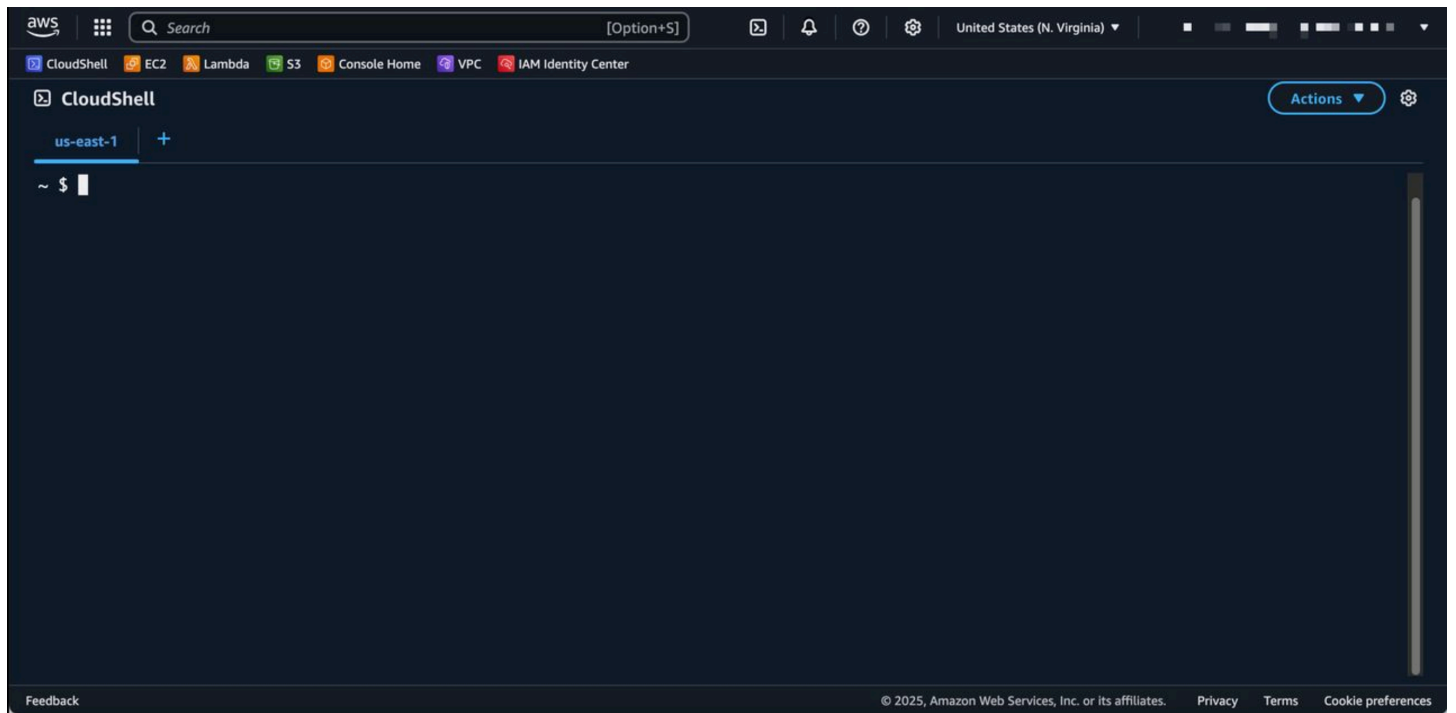 aws Search [Option+S] United States (N. Virginia)
CloudShell EC2 Lambda S3 Console Home VPC IAM Identity Center
CloudShell Actions
us-east-1 +
~ $
Feedback © 2025, Amazon Web Services, Inc. or its affiliates. Privacy Terms Cookie preferences